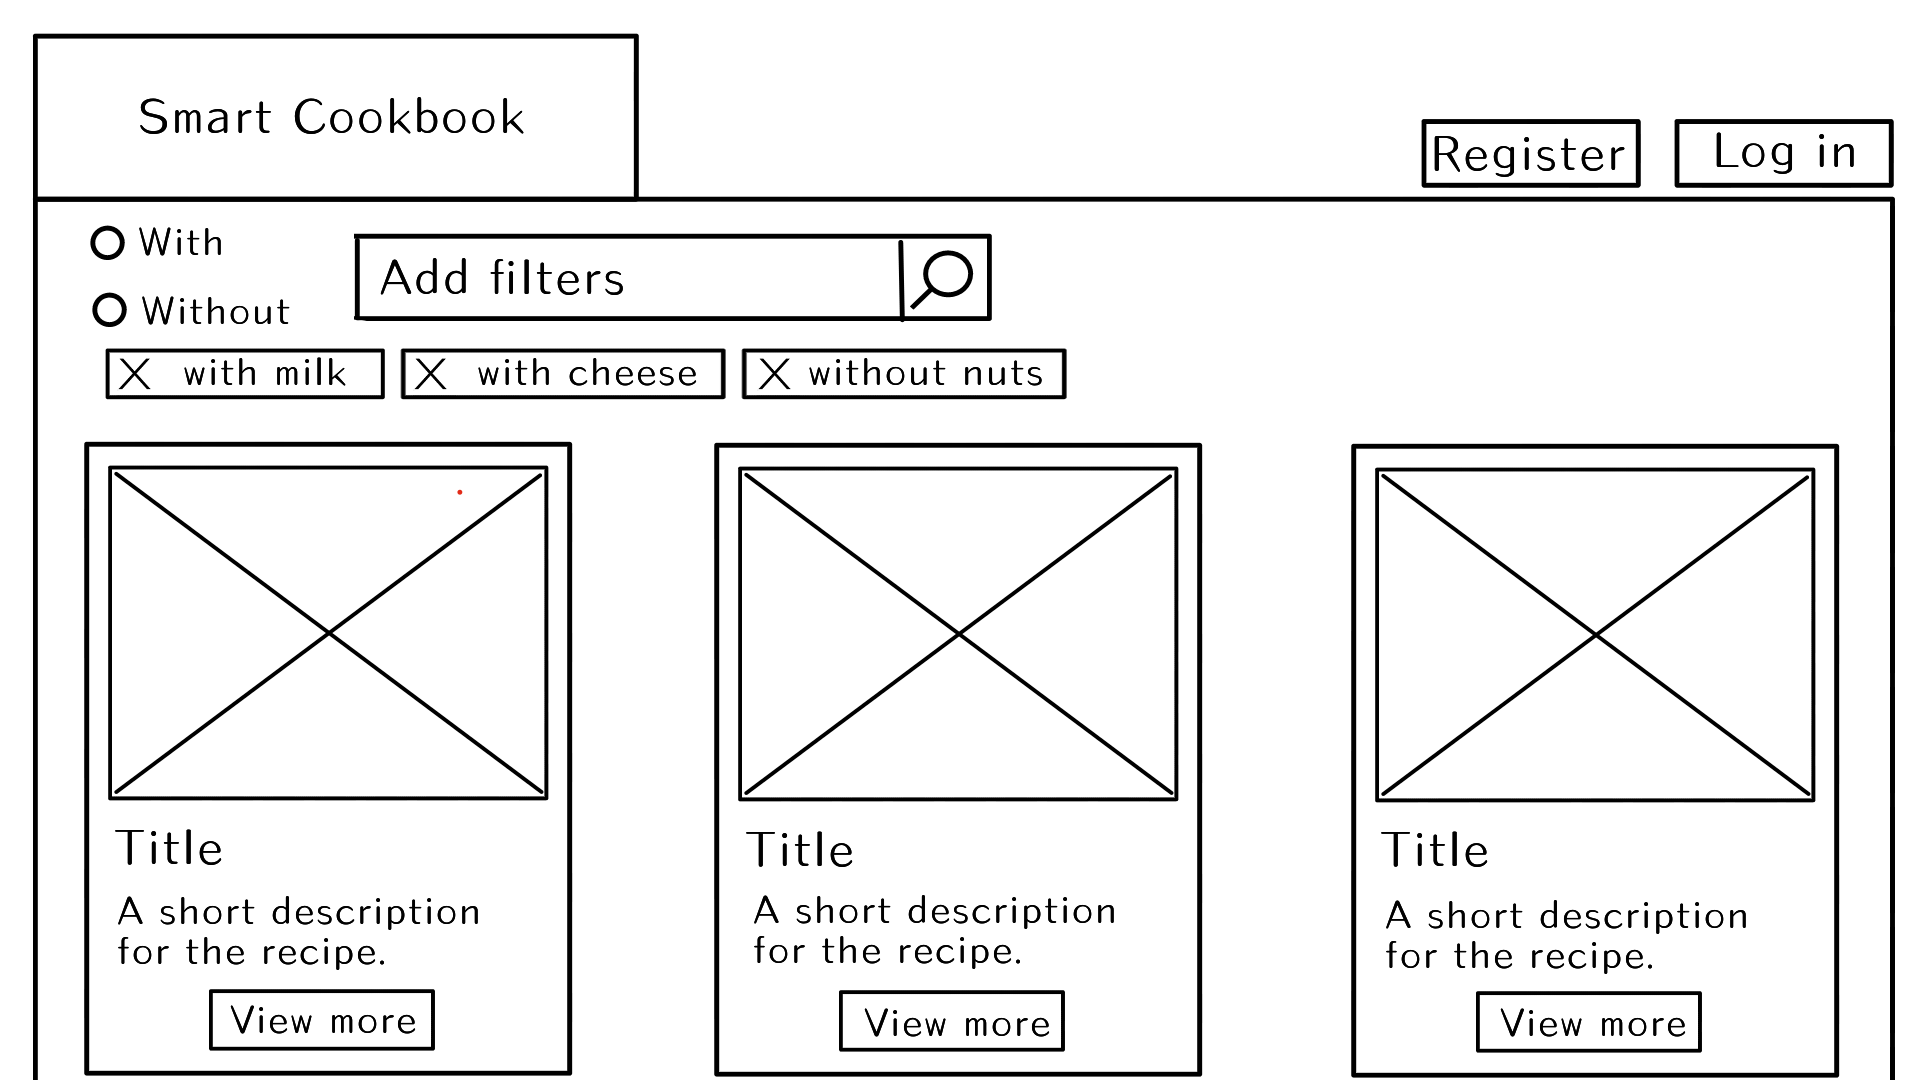 Smart Cookbook
Register
Log in
With
Without
Add filters
X with milk
X with cheese
X without nuts
Title
A short description
for the recipe.
View more
Title
A short description
for the recipe.
View more
Title
A short description
for the recipe.
View more